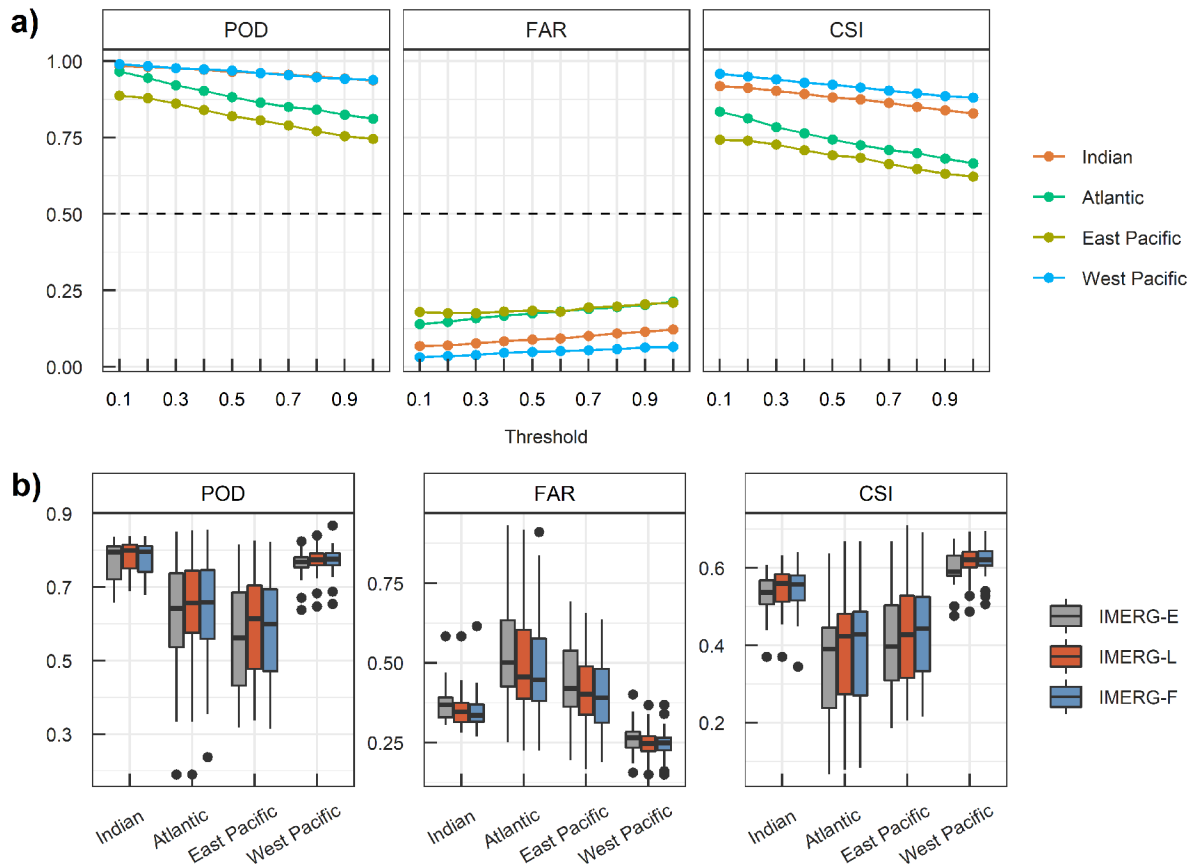 a)
POD
FAR
CSI
1.00
0.75
0.50
0.25
0.00
0.1 0.3 0.5 0.7 0.9
0.1 0.3 0.5 0.7 0.9
0.1 0.3 0.5 0.7 0.9
Threshold
Indian
Atlantic
East Pacific
West Pacific
b)
POD
0.9
0.7
0.5
0.3
Indian
Atlantic
East Pacific
West Pacific
FAR
0.75
0.50
0.25
Indian
Atlantic
East Pacific
West Pacific
CSI
0.6
0.4
0.2
Indian
Atlantic
East Pacific
West Pacific
IMERG-E
IMERG-L
IMERG-F